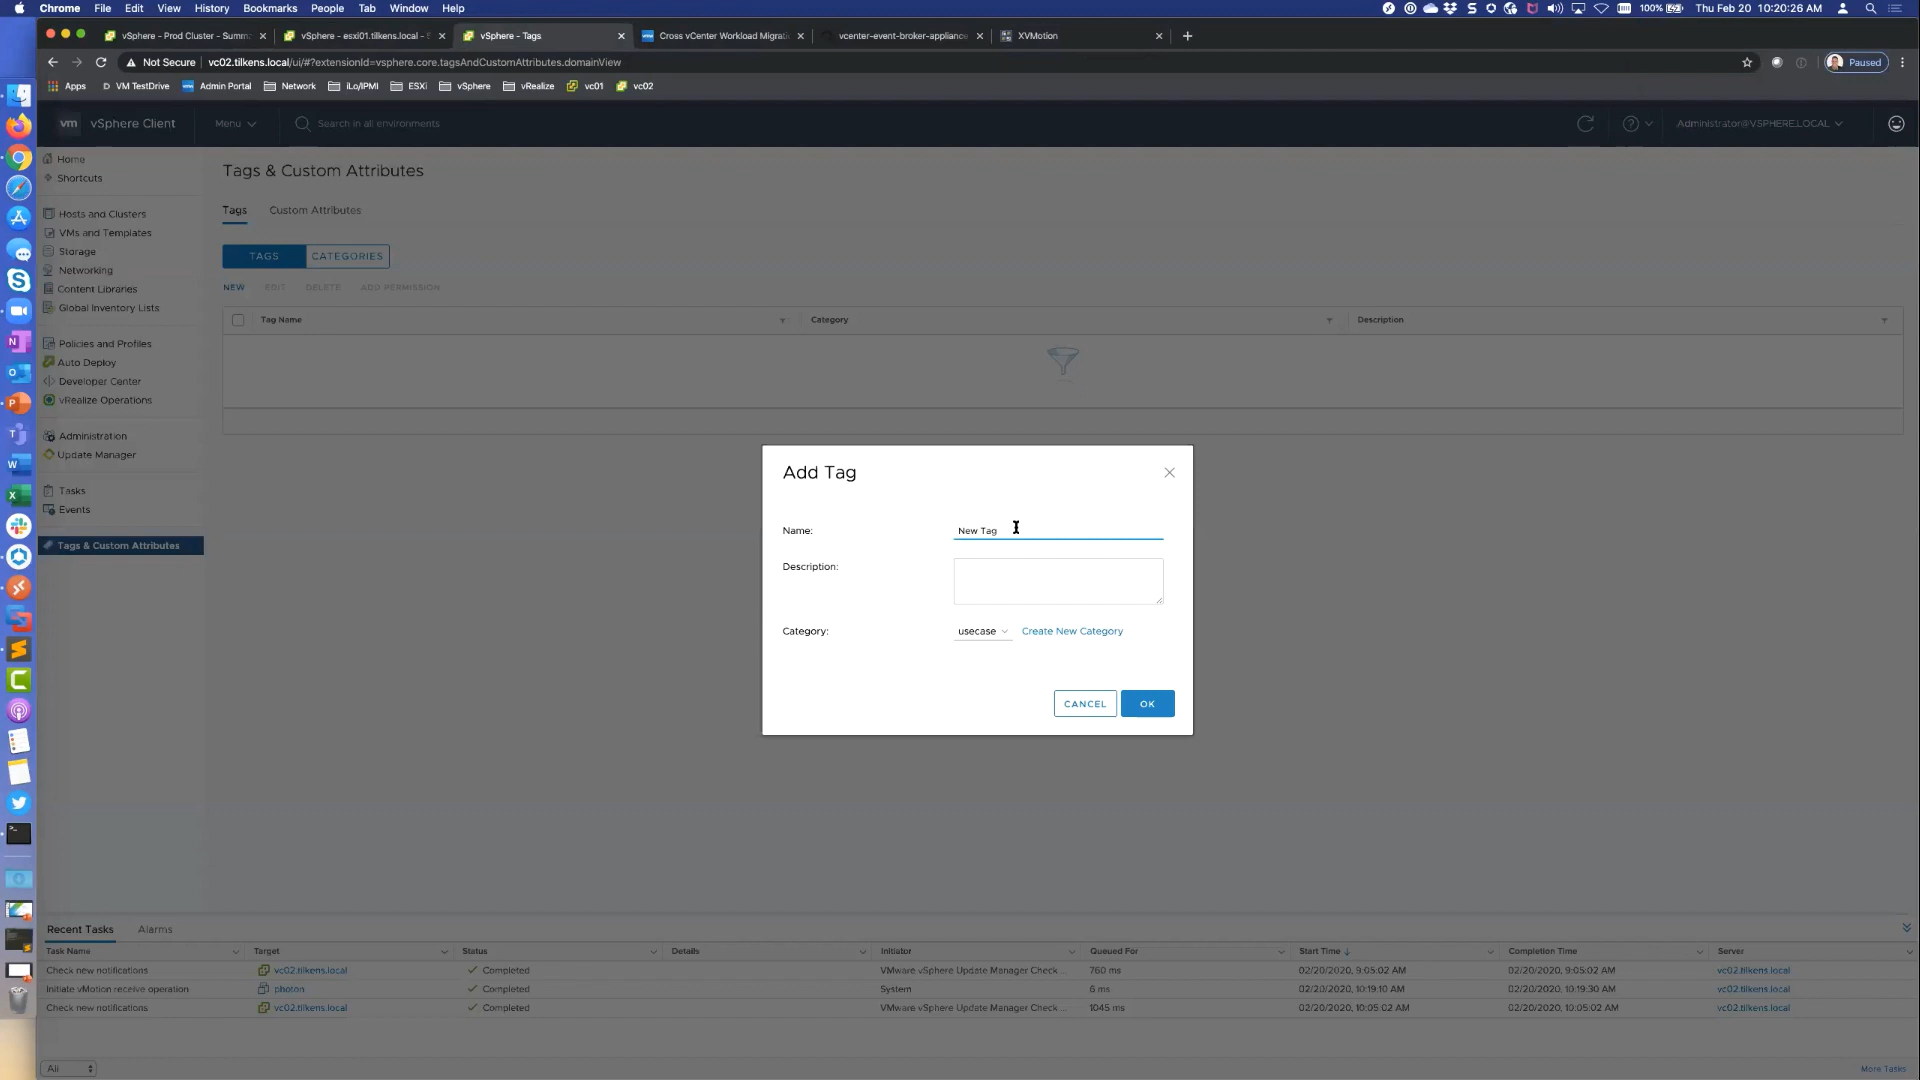 Chrome File Edit View History Bookmarks People Tab Window Help 100% Thu Feb 20 10:20:26 AM
vSphere - Prod Cluster - Summ vSphere - esxi01.tilkens.local - vSphere - Tags Cross vCenter Workload Migrati vcenter-event-broker-appliance XVMotion
Not Secure vc02.tilkens.local/ui/#?extensionId=vsphere.core.tagsAndCustomAttributes.domainView Paused
Apps VM TestDrive Admin Portal Network iLo/IPMI ESXi vSphere vRealize vc01 vc02
vm vSphere Client Menu Search in all environments Administrator@VSPHERE.LOCAL
Home
Shortcuts
Hosts and Clusters
VMs and Templates
Storage
Networking
Content Libraries
Global Inventory Lists
Policies and Profiles
Auto Deploy
Developer Center
vRealize Operations
Administration
Update Manager
Tasks
Events
Tags & Custom Attributes
Tags & Custom Attributes
Tags Custom Attributes
TAGS CATEGORIES
NEW EDIT DELETE ADD PERMISSION
Tag Name Category Description
Add Tag
Name: New Tag
Description:
Category: usecase Create New Category
CANCEL OK
Recent Tasks Alarms
Task Name Target Status Details Initiator Queued For Start Time Completion Time Server
Check new notifications vc02.tilkens.local Completed VMware vSphere Update Manager Check ... 760 ms 02/20/2020, 9:05:02 AM 02/20/2020, 9:05:02 AM vc02.tilkens.local
Initiate vMotion receive operation photon Completed System 6 ms 02/20/2020, 10:19:10 AM 02/20/2020, 10:19:30 AM vc02.tilkens.local
Check new notifications vc02.tilkens.local Completed VMware vSphere Update Manager Check ... 1045 ms 02/20/2020, 10:05:02 AM 02/20/2020, 10:05:02 AM vc02.tilkens.local
All More Tasks